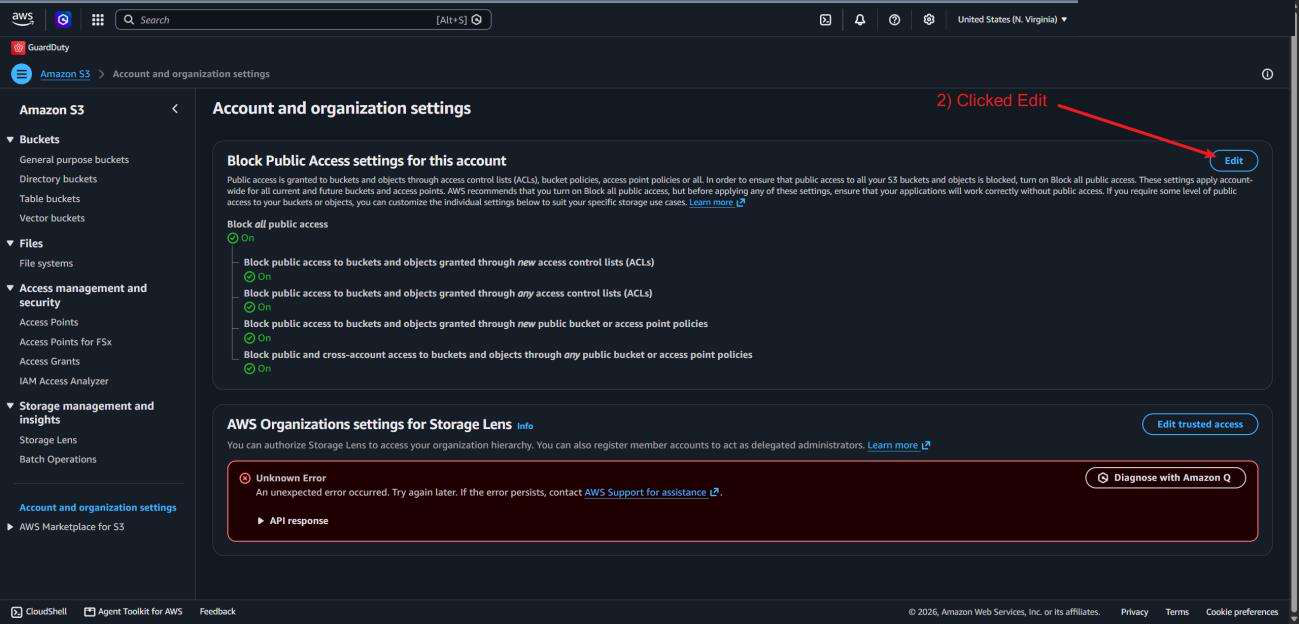 aws
Search
[Alt+S]
United States (N. Virginia)
GuardDuty
Amazon S3 > Account and organization settings
Amazon S3
Buckets
General purpose buckets
Directory buckets
Table buckets
Vector buckets
Files
File systems
Access management and
security
Access Points
Access Points for FSx
Access Grants
IAM Access Analyzer
Storage management and
insights
Storage Lens
Batch Operations
Account and organization settings
AWS Marketplace for S3
Account and organization settings
2) Clicked Edit
Block Public Access settings for this account
Edit
Public access is granted to buckets and objects through access control lists (ACLs), bucket policies, access point policies or all. In order to ensure that public access to all your S3 buckets and objects is blocked, turn on Block all public access. These settings apply account-
wide for all current and future buckets and access points. AWS recommends that you turn on Block all public access, but before applying any of these settings, ensure that your applications will work correctly without public access. If you require some level of public
access to your buckets or objects, you can customize the individual settings below to suit your specific storage use cases. Learn more
Block all public access
On
Block public access to buckets and objects granted through new access control lists (ACLs)
On
Block public access to buckets and objects granted through any access control lists (ACLs)
On
Block public access to buckets and objects granted through new public bucket or access point policies
On
Block public and cross-account access to buckets and objects through any public bucket or access point policies
On
AWS Organizations settings for Storage Lens Info
Edit trusted access
You can authorize Storage Lens to access your organization hierarchy. You can also register member accounts to act as delegated administrators. Learn more
Unknown Error
An unexpected error occurred. Try again later. If the error persists, contact AWS Support for assistance.
Diagnose with Amazon Q
API response
CloudShell
Agent Toolkit for AWS
Feedback
© 2026, Amazon Web Services, Inc. or its affiliates.
Privacy
Terms
Cookie preferences